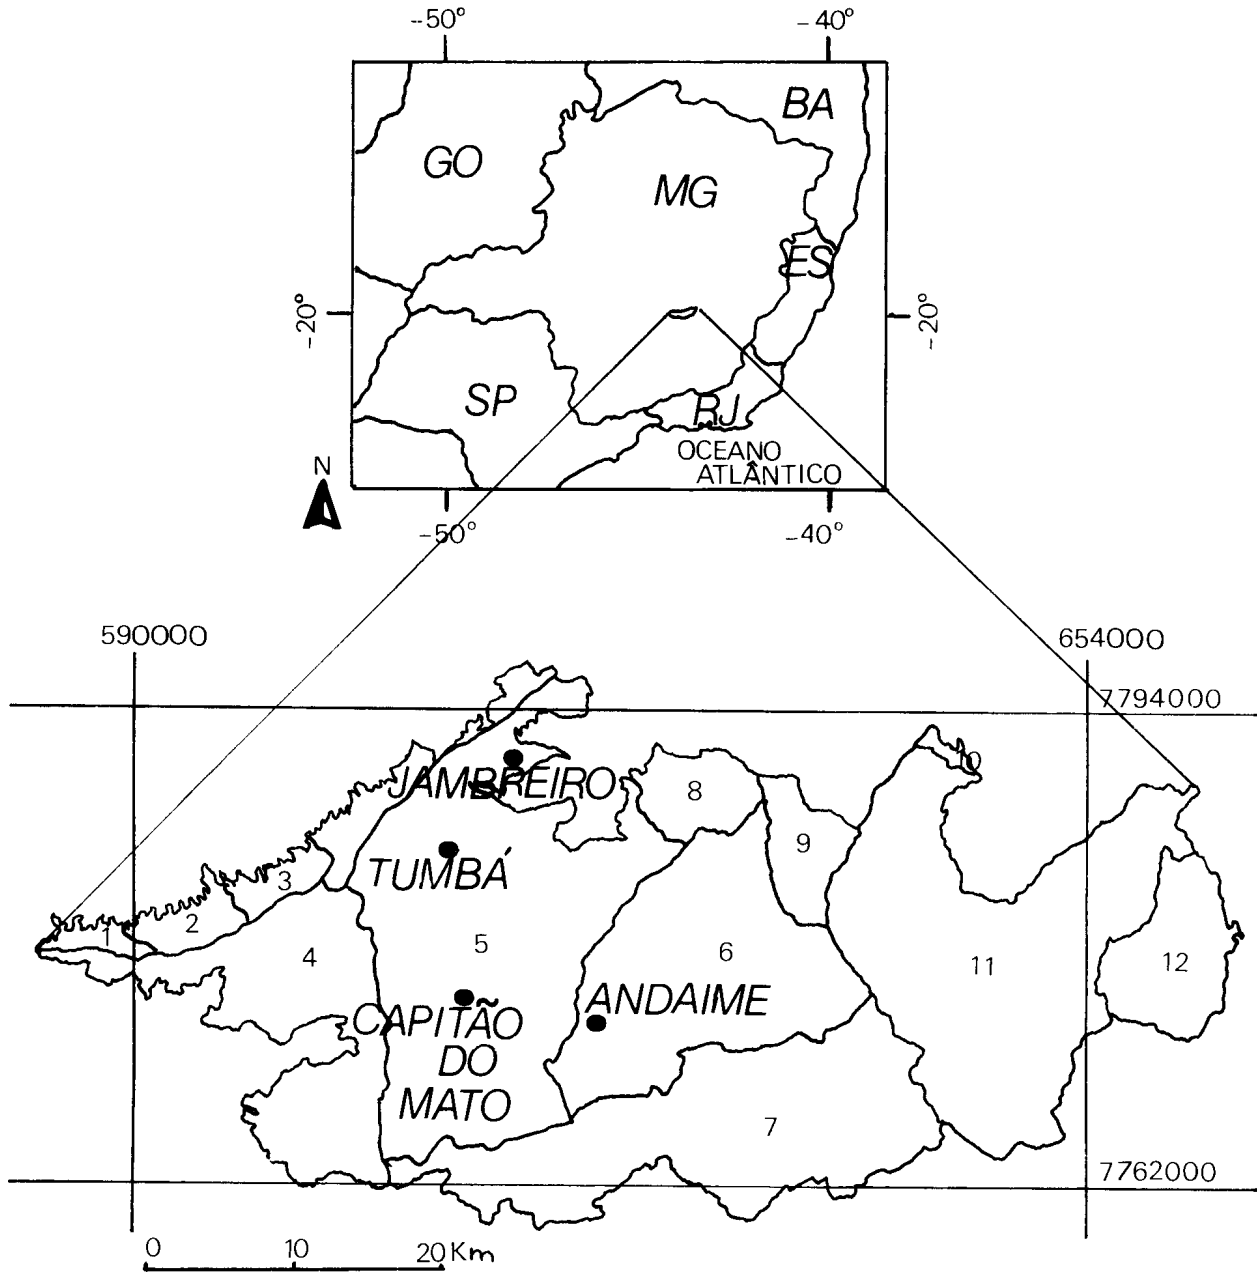 --50°
-40°
BA
GO
MG
ES
-20°
-20°
SP
RJ
OCEANO
ATLÂNTICO
N
-50°
-40°
590000
654000
7794000
10
JAMBREIRO
8
9
TUMBÁ
3
2
1
4
5
6
11
12
ANDAIME
CAPITÃO
DO
MATO
7
7762000
0 10 20 Km